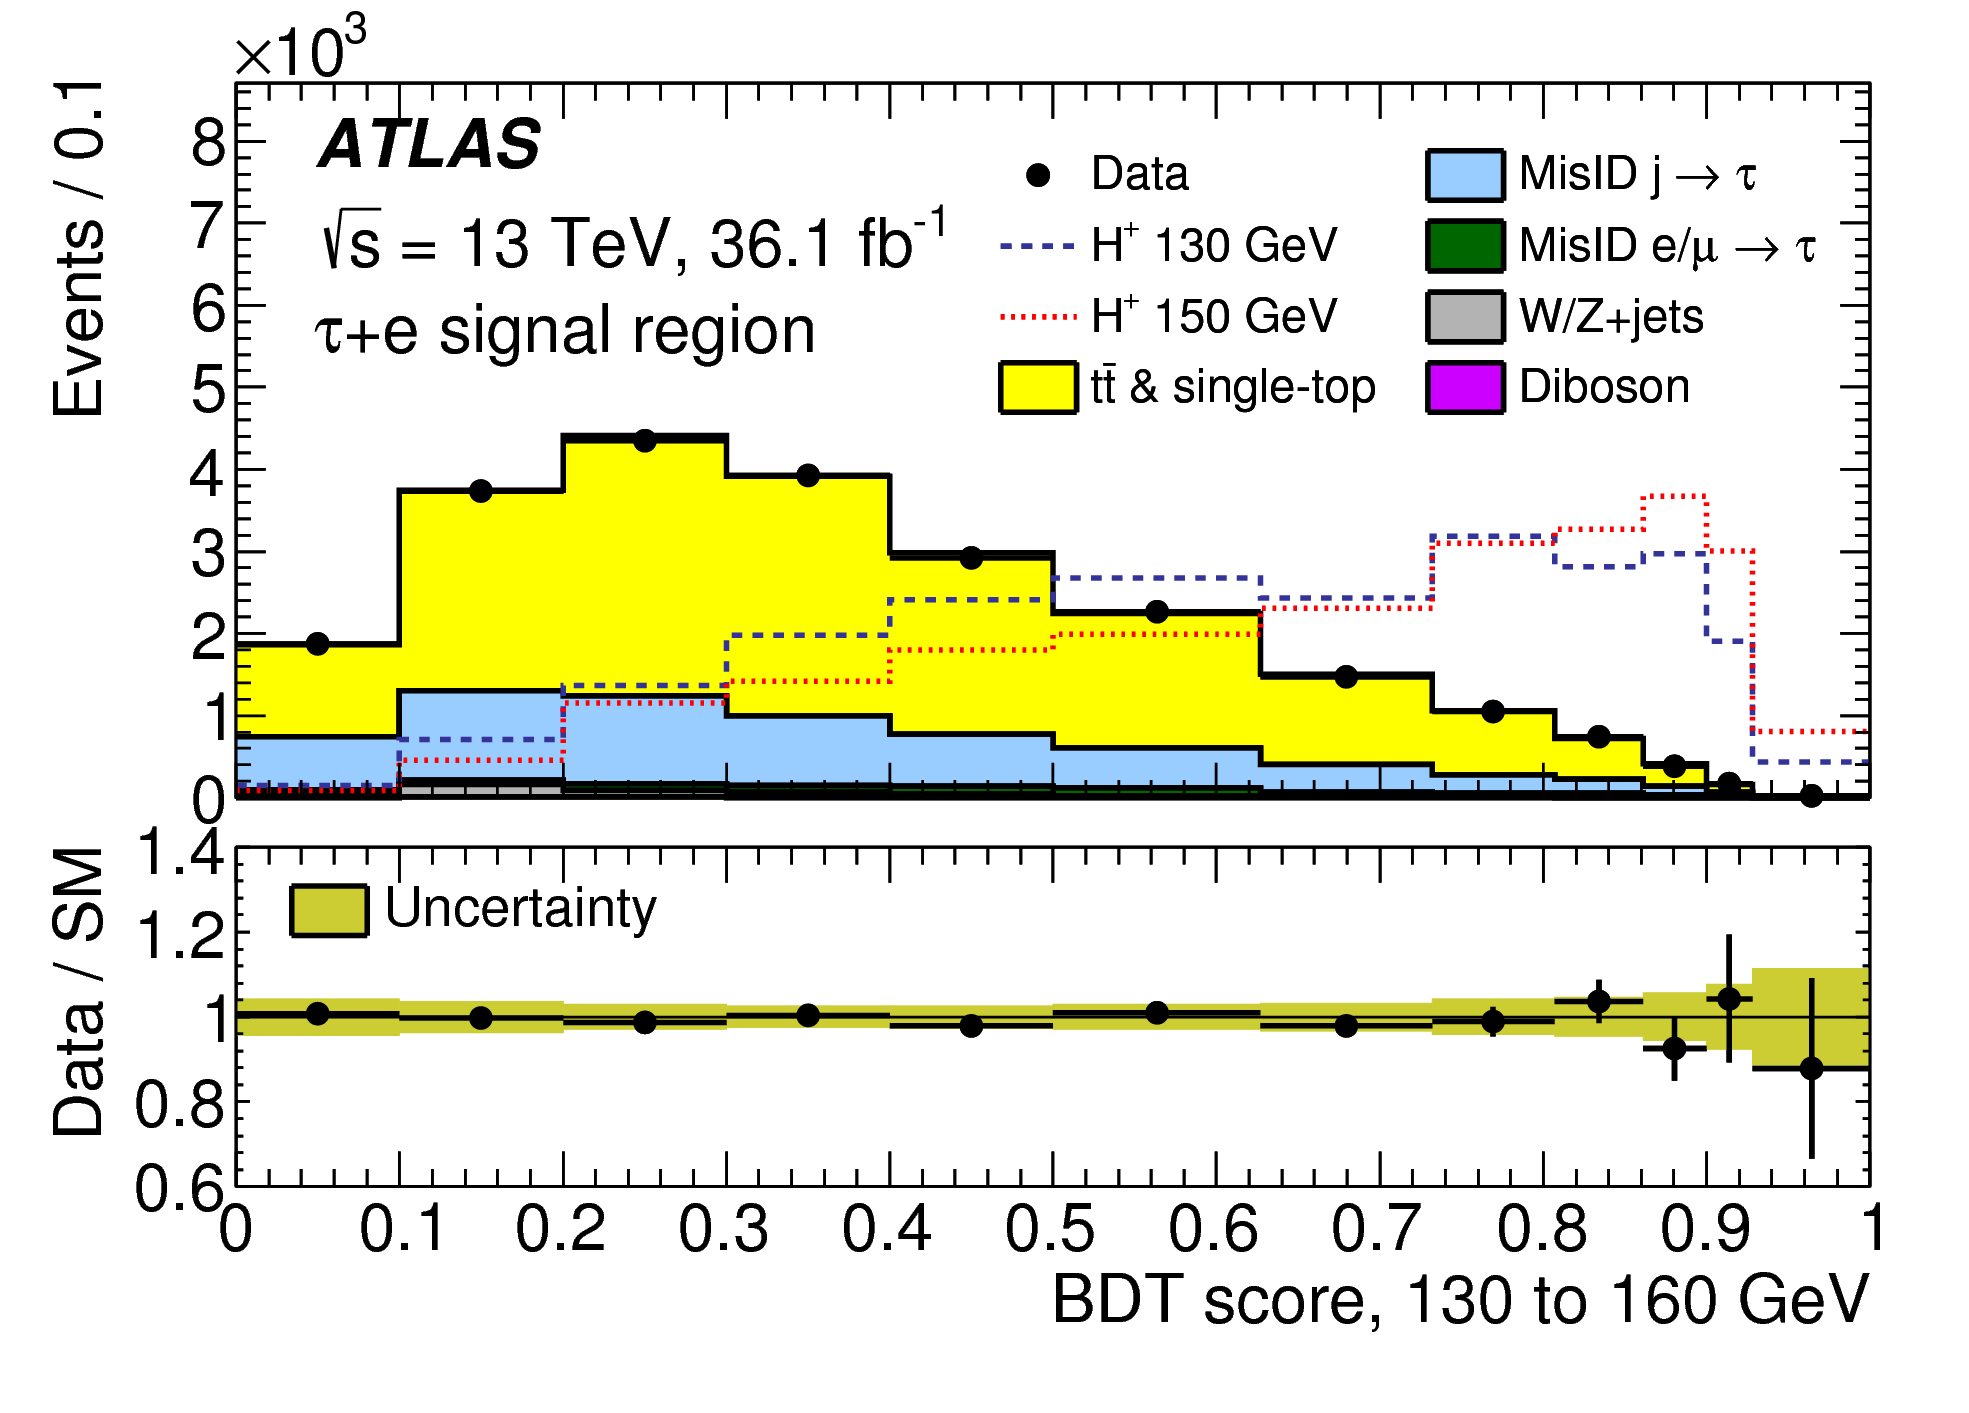 ×10³
Events / 0.1
8
7
6
5
4
3
2
1
0
ATLAS
√s = 13 TeV, 36.1 fb⁻¹
τ+e signal region
Data
H⁺ 130 GeV
H⁺ 150 GeV
tt̄ & single-top
MisID j → τ
MisID e/μ → τ
W/Z+jets
Diboson
Data / SM
1.4
1.2
1
0.8
0.6
Uncertainty
0 0.1 0.2 0.3 0.4 0.5 0.6 0.7 0.8 0.9 1
BDT score, 130 to 160 GeV